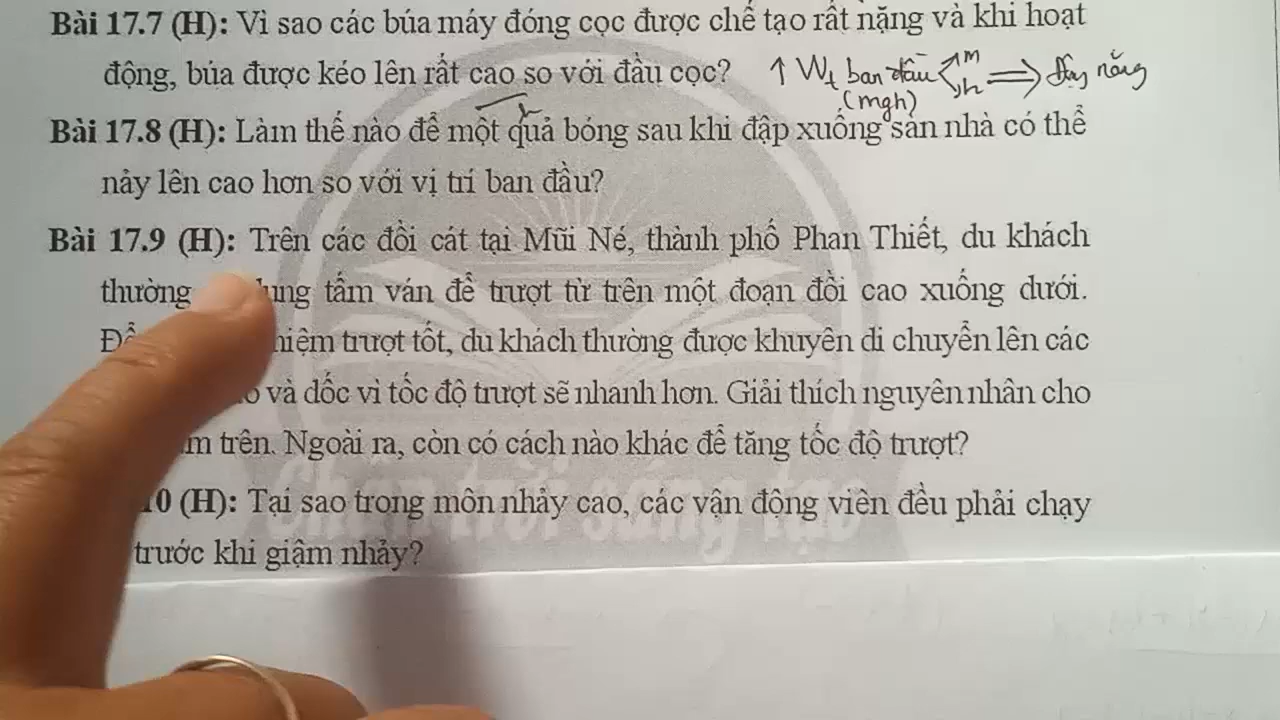 Bài 17.7 (H): Vì sao các búa máy đóng cọc được chế tạo rất nặng và khi hoạt
động, búa được kéo lên rất cao so với đầu cọc? ↑ Wt ban đầu ↑m ↑h ⟹ động năng
(mgh)
Bài 17.8 (H): Làm thế nào để một quả bóng sau khi đập xuống sàn nhà có thể
nảy lên cao hơn so với vị trí ban đầu?
Bài 17.9 (H): Trên các đồi cát tại Mũi Né, thành phố Phan Thiết, du khách
thường tấm ván để trượt từ trên một đoạn đồi cao xuống dưới.
trượt tốt, du khách thường được khuyên di chuyển lên các
và dốc vì tốc độ trượt sẽ nhanh hơn. Giải thích nguyên nhân cho
trên. Ngoài ra, còn có cách nào khác để tăng tốc độ trượt?
10 (H): Tại sao trong môn nhảy cao, các vận động viên đều phải chạy
trước khi giậm nhảy?
Chân trời sáng tạo